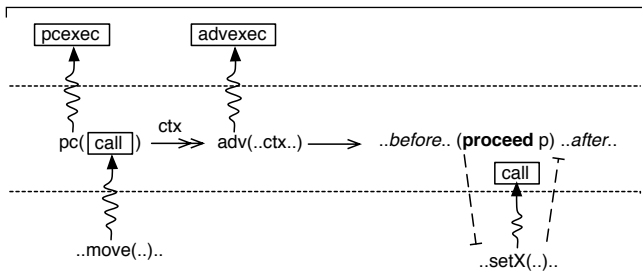 pcexec advexec
ctx
pc( call ) adv(..ctx..) ..before.. (proceed p) ..after..
call
..move(..).. ..setX(..)..